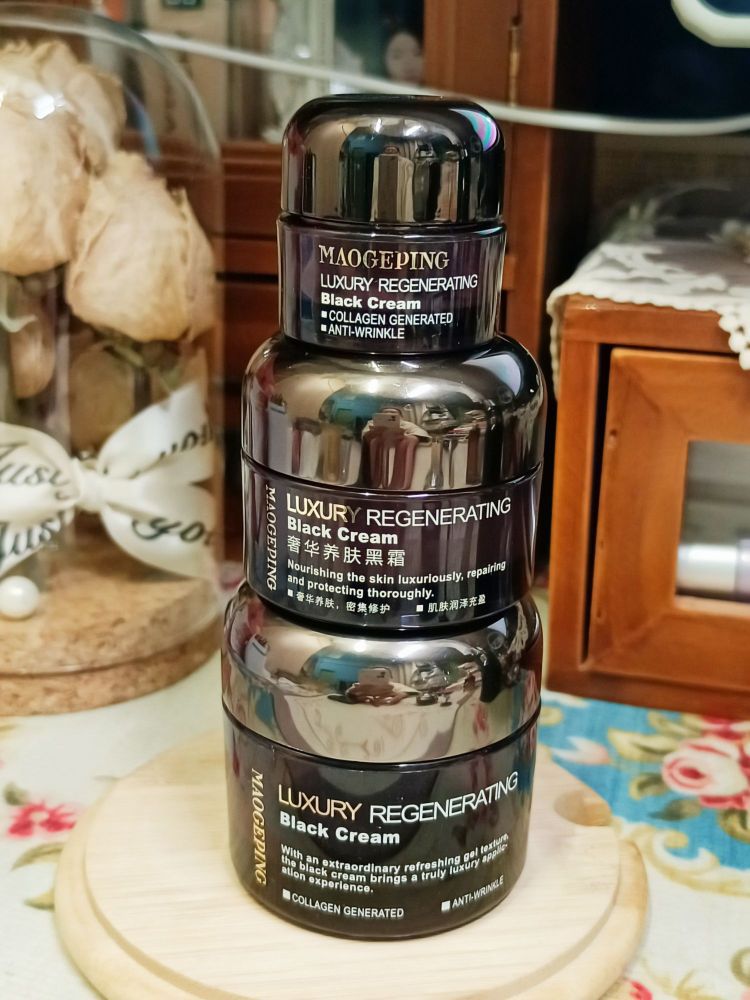 MAOGEPING
LUXURY REGENERATING
Black Cream
■ COLLAGEN GENERATED
■ ANTI-WRINKLE
MAOGEPING
LUXURY REGENERATING
Black Cream
奢华养肤黑霜
Nourishing the skin luxuriously, repairing
and protecting thoroughly.
■ 奢华养肤，密集修护 ■ 肌肤润泽充盈
MAOGEPING
LUXURY REGENERATING
Black Cream
With an extraordinary refreshing gel texture,
the black cream brings a truly luxury applic-
ation experience.
■ COLLAGEN GENERATED ■ ANTI-WRINKLE